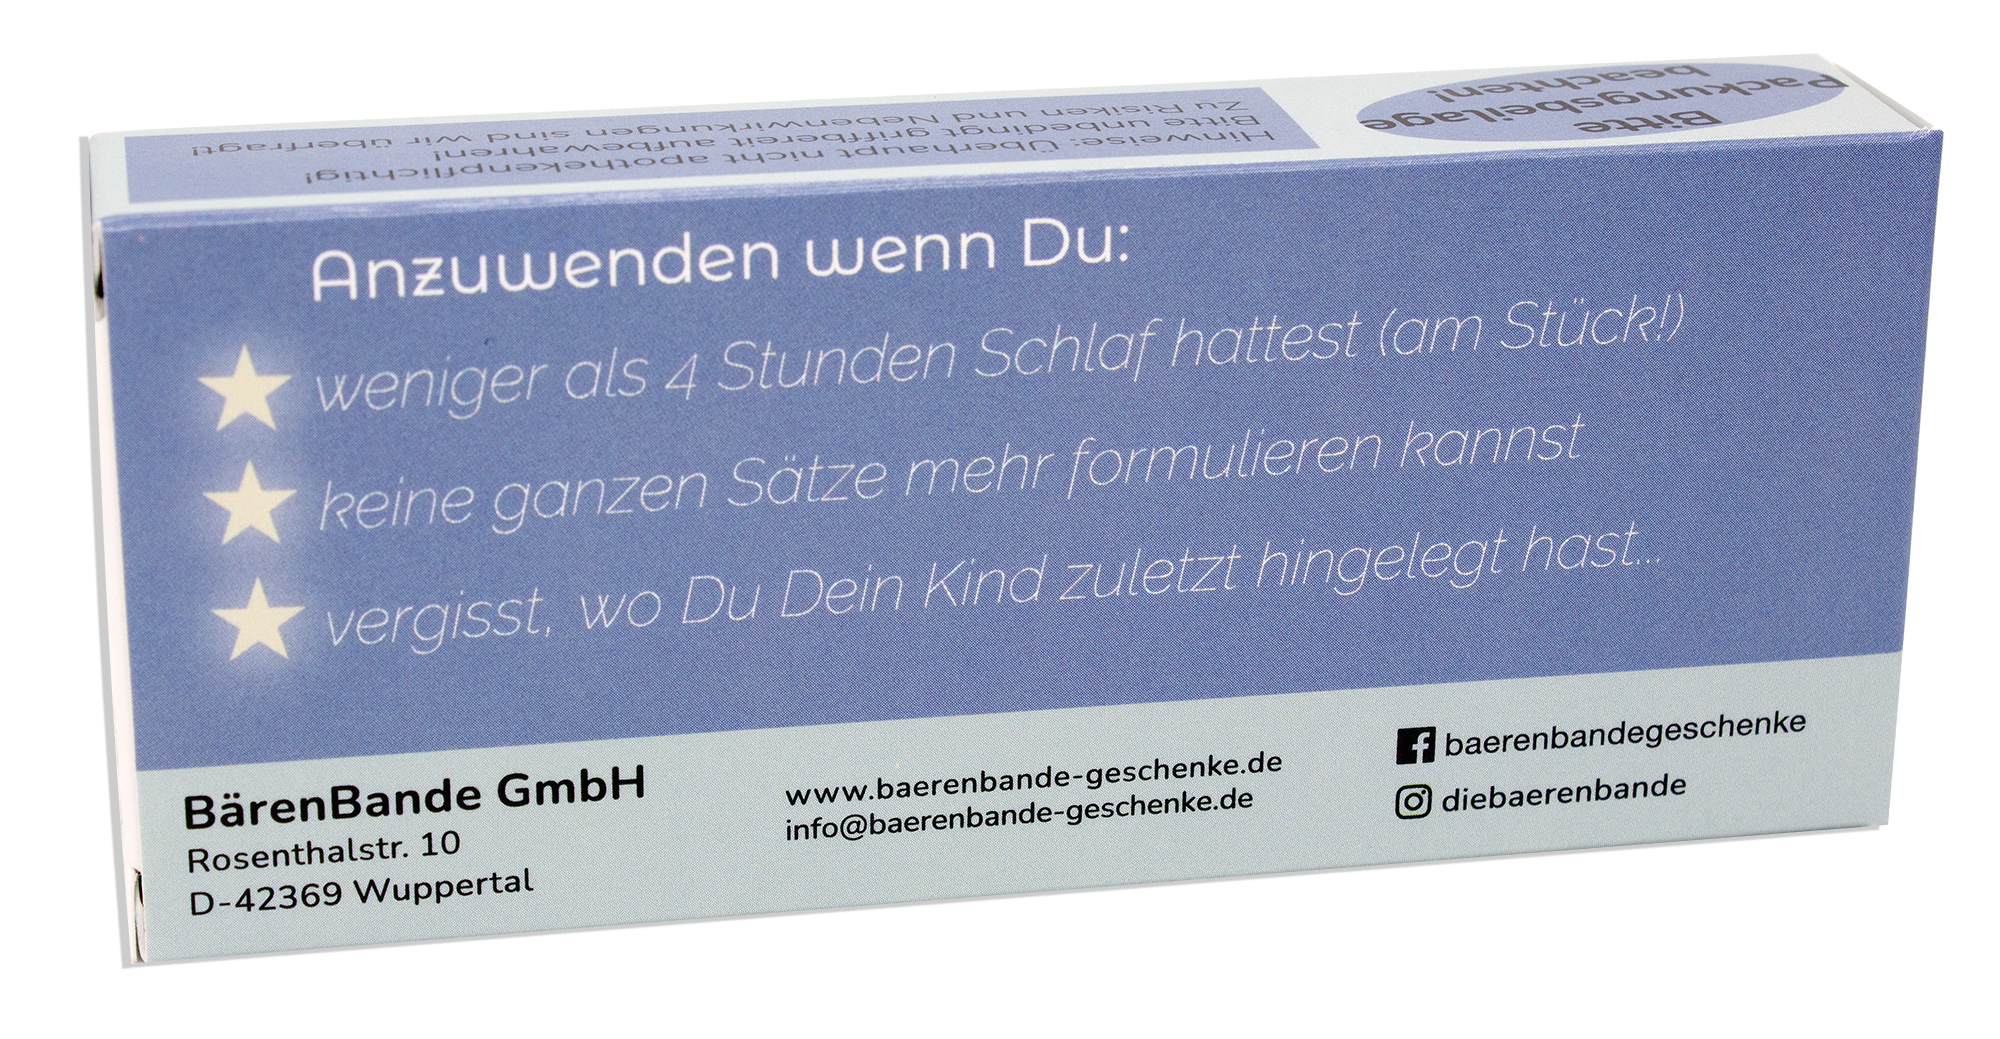 Hinweise: Überhaupt nicht apothekenpflichtig!
Bitte unbedingt griffbereit aufbewahren!
Zu Risiken und Nebenwirkungen sind wir überfragt!
Bitte
Packungsbeilage
beachten!
Anzuwenden wenn Du:
weniger als 4 Stunden Schlaf hattest (am Stück!)
keine ganzen Sätze mehr formulieren kannst
vergisst, wo Du Dein Kind zuletzt hingelegt hast...
BärenBande GmbH
Rosenthalstr. 10
D-42369 Wuppertal
www.baerenbande-geschenke.de
info@baerenbande-geschenke.de
baerenbandegeschenke
diebaerenbande